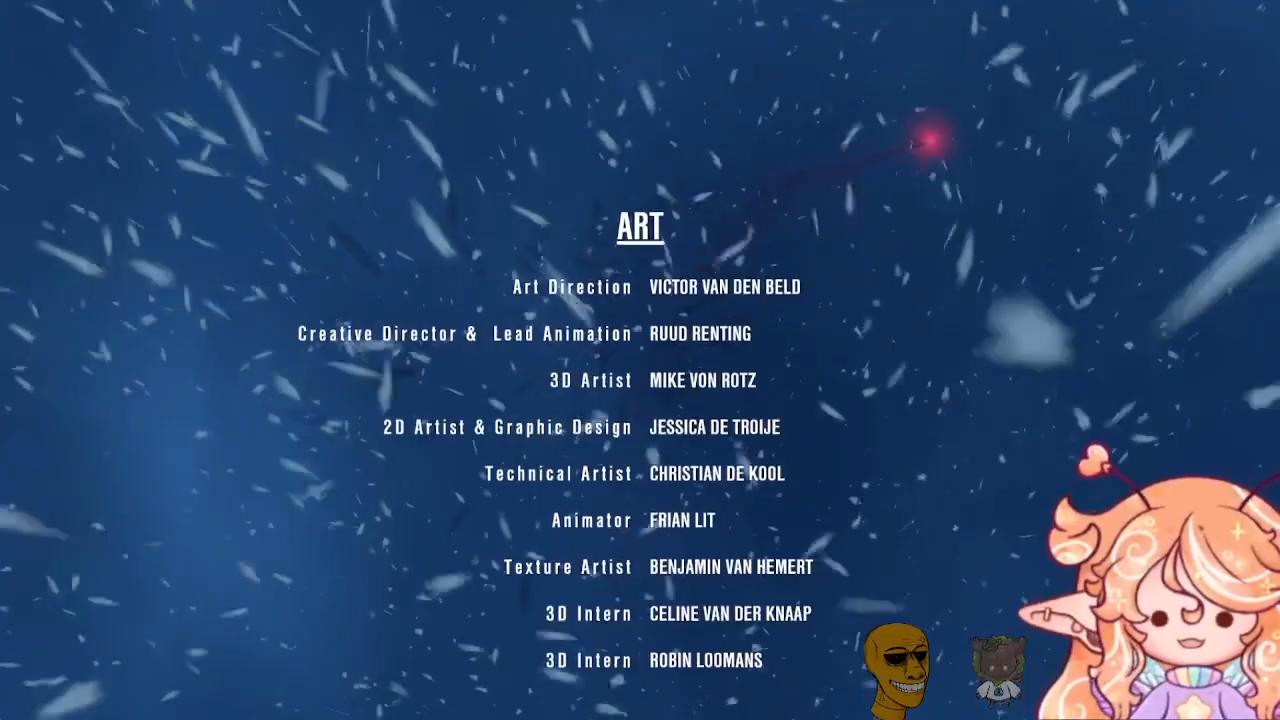 ART
Art Direction VICTOR VAN DEN BELD
Creative Director & Lead Animation RUUD RENTING
3D Artist MIKE VON ROTZ
2D Artist & Graphic Design JESSICA DE TROIJE
Technical Artist CHRISTIAN DE KOOL
Animator FRIAN LIT
Texture Artist BENJAMIN VAN HEMERT
3D Intern CELINE VAN DER KNAAP
3D Intern ROBIN LOOMANS